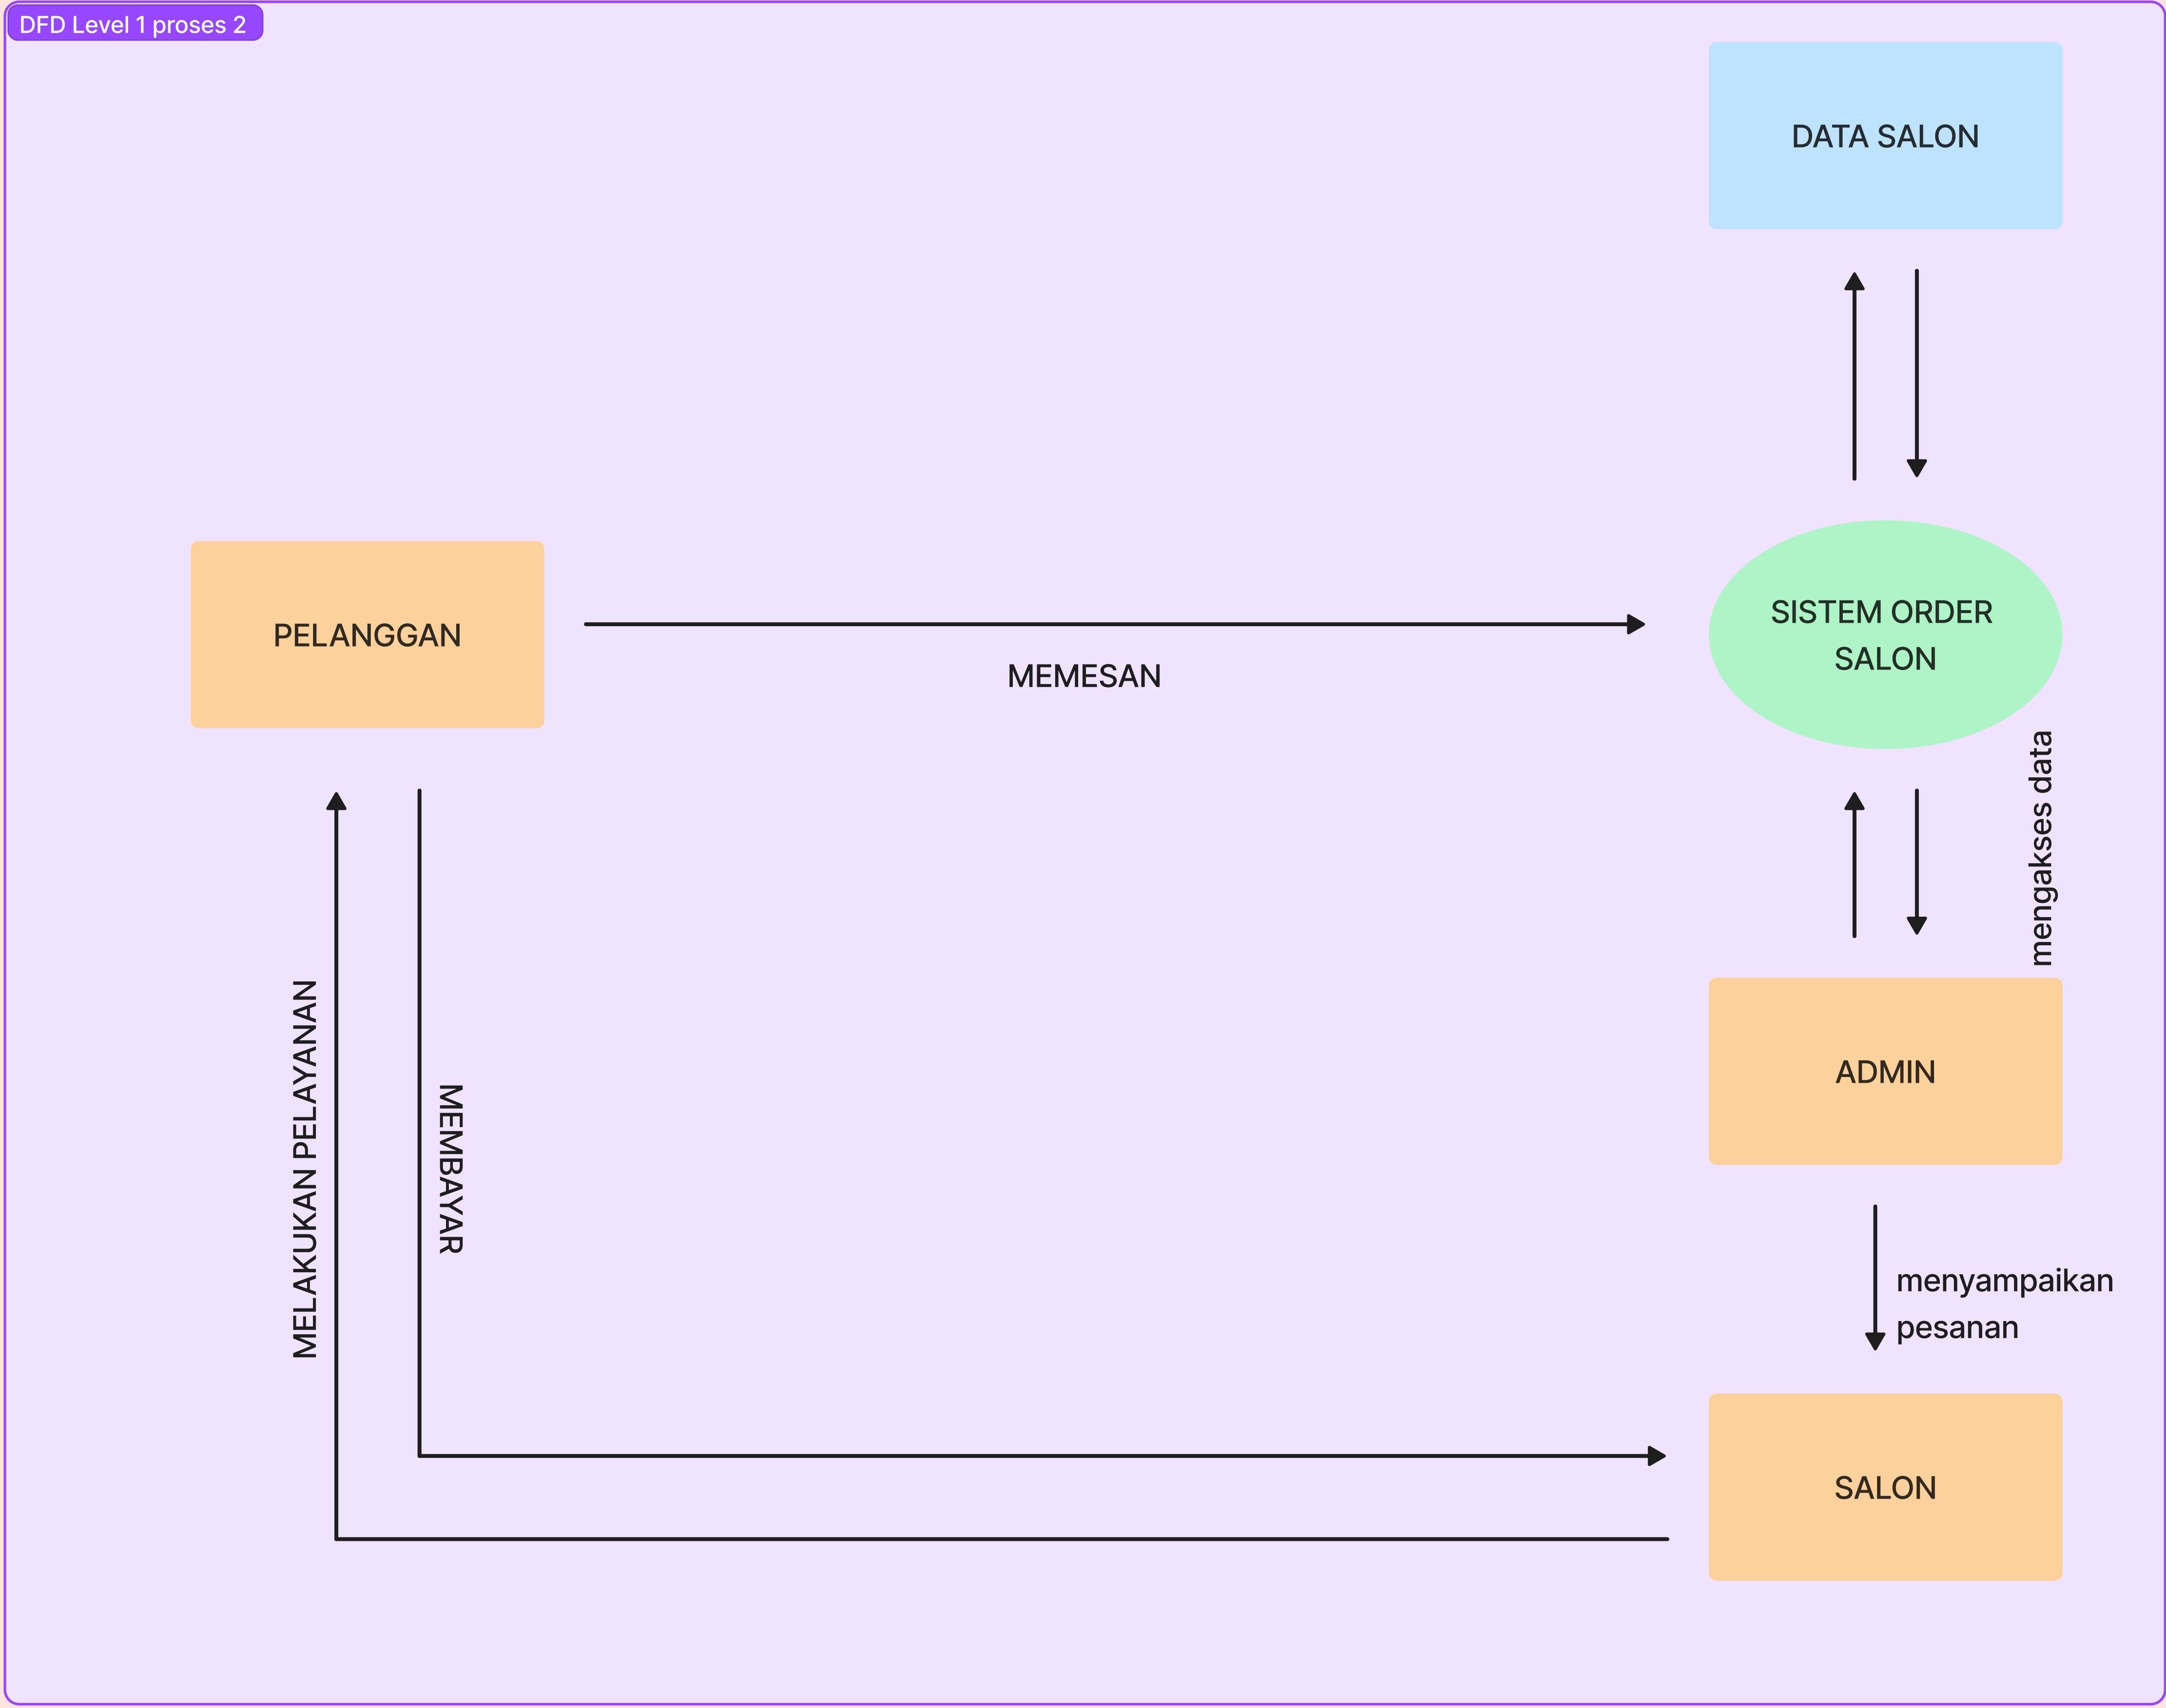 DFD Level 1 proses 2
DATA SALON
PELANGGAN
MEMESAN
SISTEM ORDER
SALON
mengakses data
ADMIN
MELAKUKAN PELAYANAN
MEMBAYAR
menyampaikan
pesanan
SALON